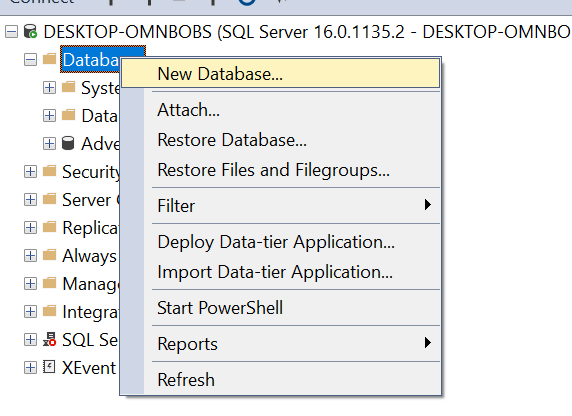 Connect
DESKTOP-OMNBOBS (SQL Server 16.0.1135.2 - DESKTOP-OMNBO
Databa
New Database...
Syste
Attach...
Data
Restore Database...
Adve
Restore Files and Filegroups...
Security
Server
Filter
Replica
Deploy Data-tier Application...
Always
Import Data-tier Application...
Manag
Start PowerShell
Integra
SQL Se
Reports
XEvent
Refresh